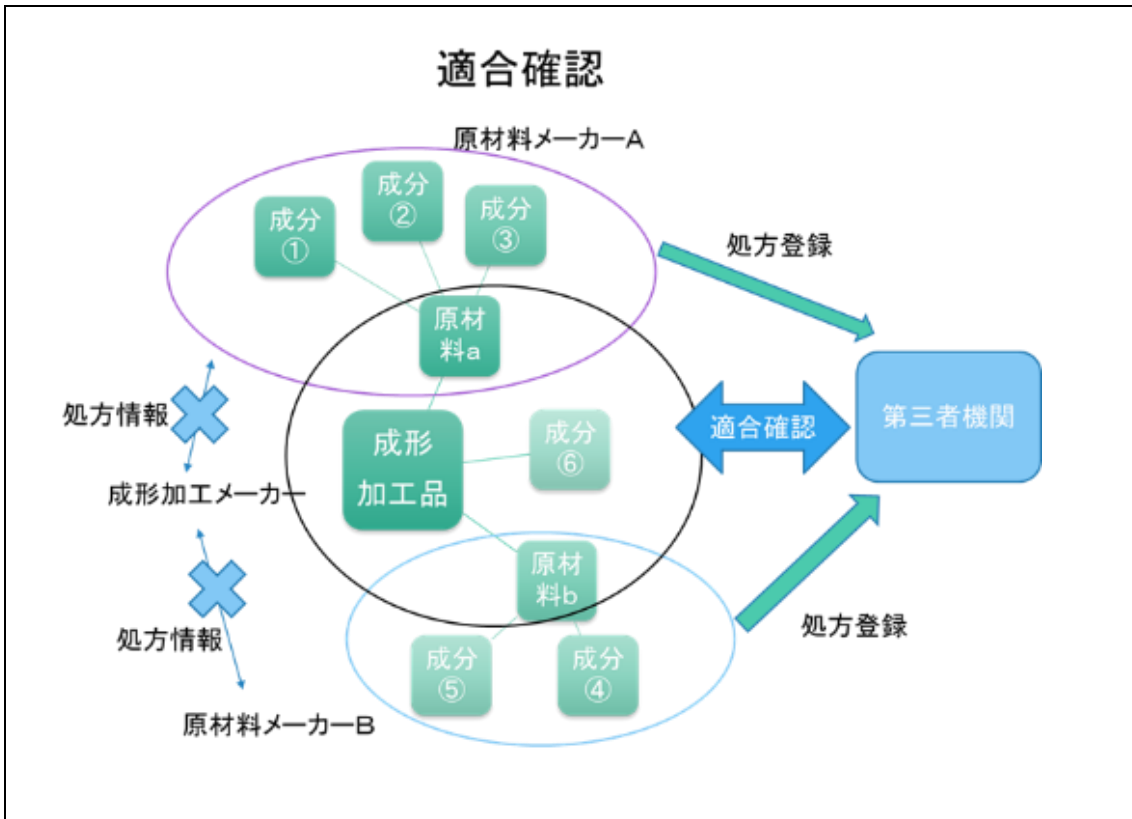 適合確認
原材料メーカーA
成分
②
成分
①
成分
③
処方登録
原材
料a
処方情報
成形
加工品
成分
⑥
適合確認
第三者機関
成形加工メーカー
原材
料b
処方情報
処方登録
成分
⑤
成分
④
原材料メーカーB